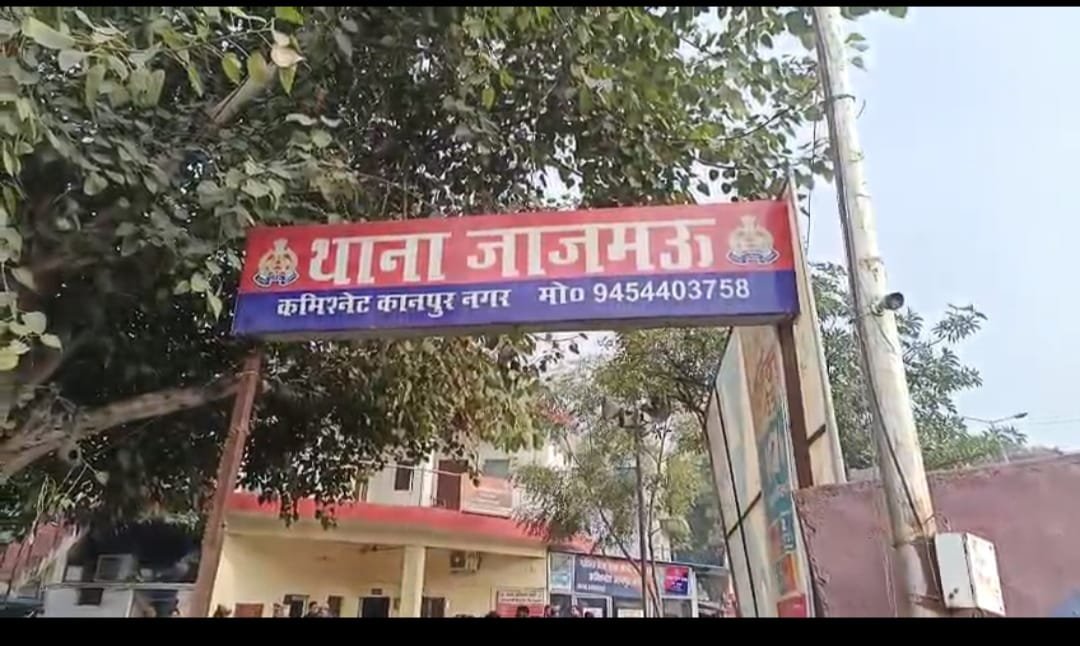 थाना जाजमऊ
कमिश्नेट कानपुर नगर मो० 9454403758